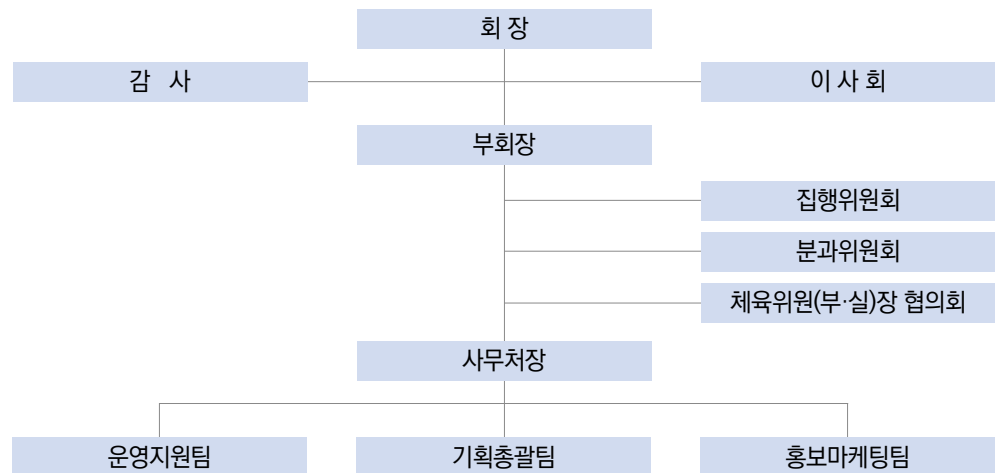 회 장
감 사
이 사 회
부회장
집행위원회
분과위원회
체육위원(부·실)장 협의회
사무처장
운영지원팀
기획총괄팀
홍보마케팅팀